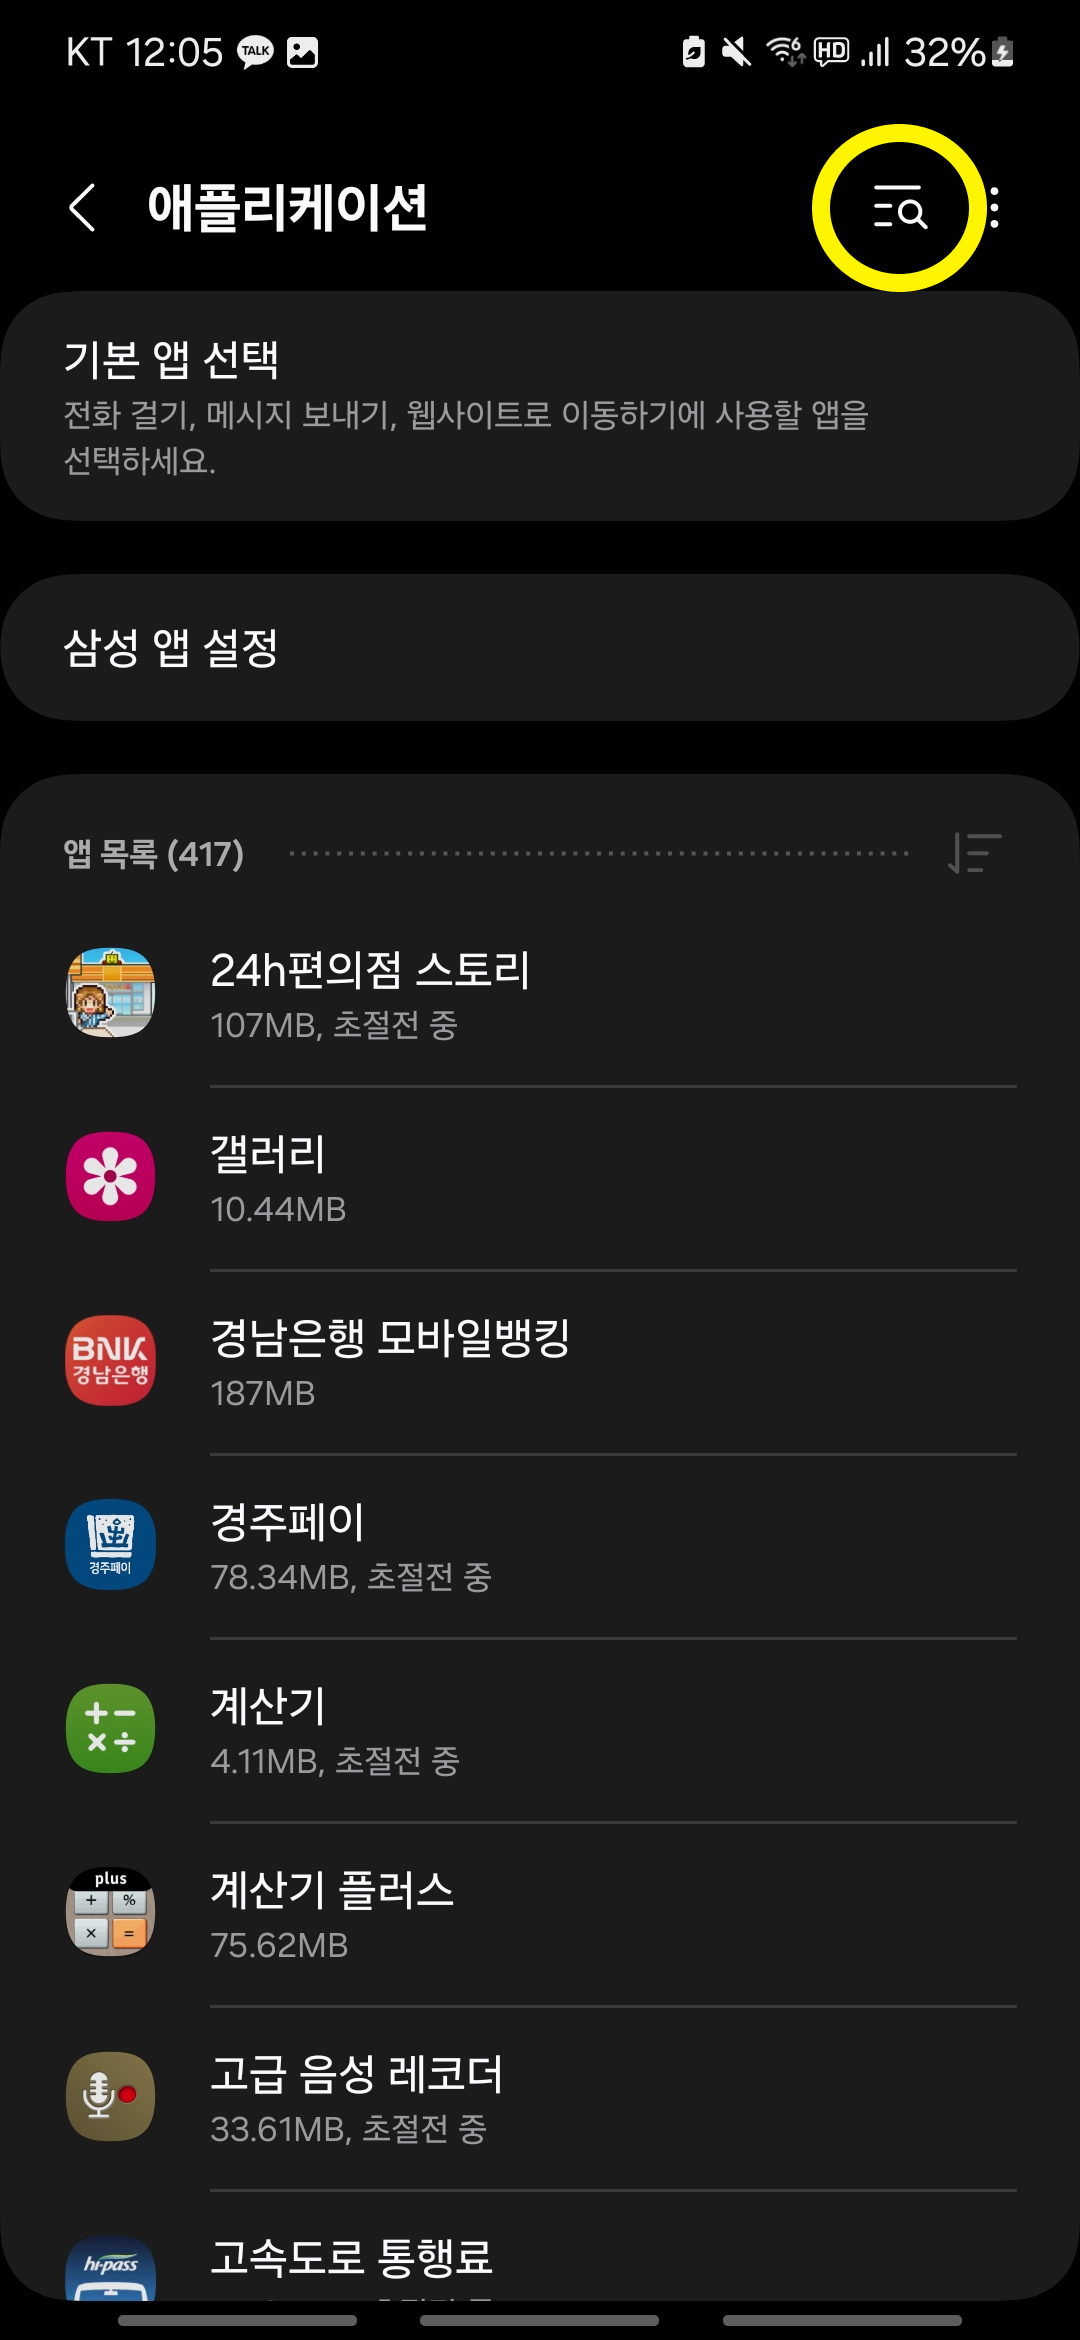 KT 12:05 TALK 6 HD 32%
애플리케이션
기본 앱 선택
전화 걸기, 메시지 보내기, 웹사이트로 이동하기에 사용할 앱을
선택하세요.
삼성 앱 설정
앱 목록 (417)
24h편의점 스토리
107MB, 초절전 중
갤러리
10.44MB
BNK
경남은행
경남은행 모바일뱅킹
187MB
경주페이
경주페이
78.34MB, 초절전 중
+ − × ÷
계산기
4.11MB, 초절전 중
plus
+ %
× =
계산기 플러스
75.62MB
고급 음성 레코더
33.61MB, 초절전 중
hi-pass
고속도로 통행료